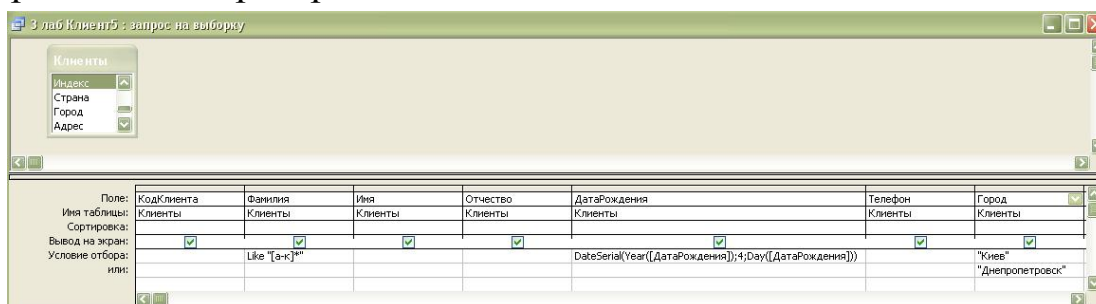 3 лаб Клиент5 : запрос на выборку
Клиенты
Индекс
Страна
Город
Адрес
Поле: КодКлиента Фамилия Имя Отчество ДатаРождения Телефон Город
Имя таблицы: Клиенты Клиенты Клиенты Клиенты Клиенты Клиенты Клиенты
Сортировка:
Вывод на экран:
Условие отбора: Like "[а-к]*" DateSerial(Year([ДатаРождения]);4;Day([ДатаРождения])) "Киев"
или: "Днепропетровск"